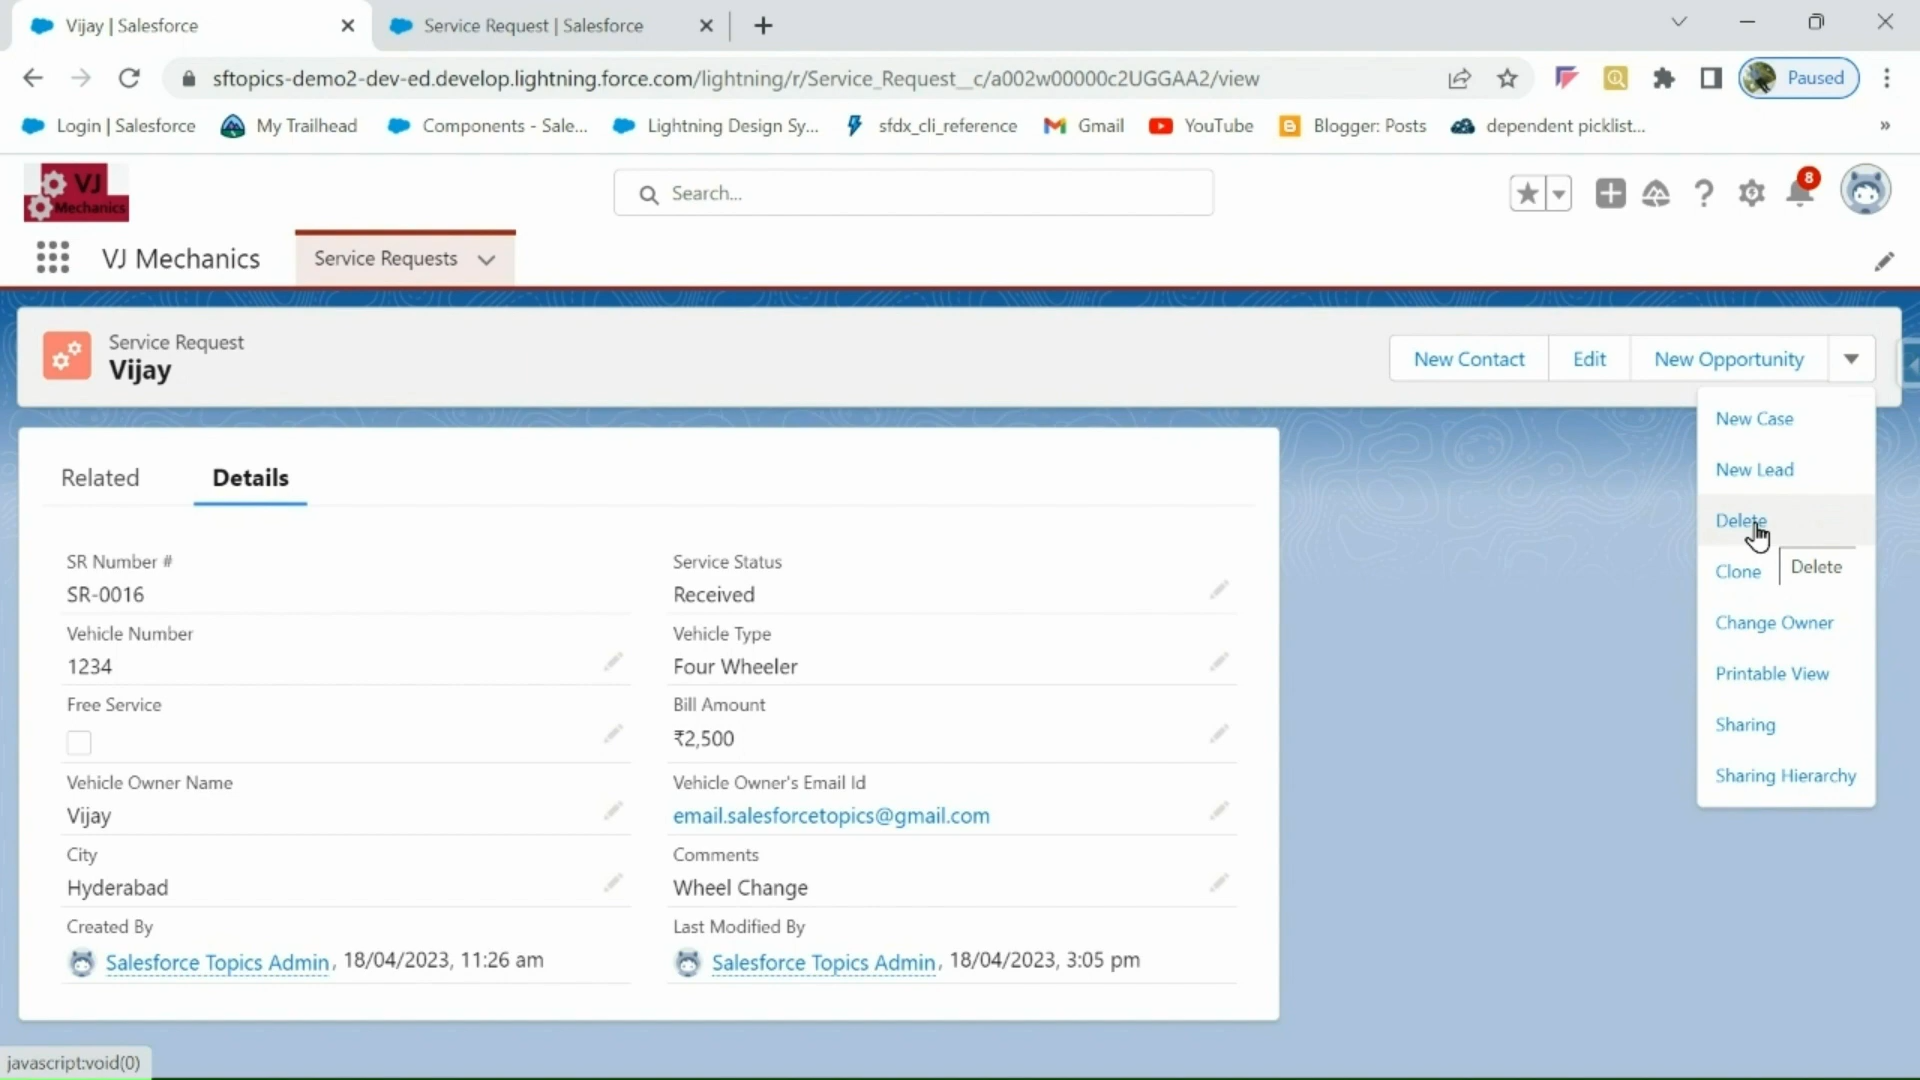 Vijay | Salesforce
Service Request | Salesforce
sftopics-demo2-dev-ed.develop.lightning.force.com/lightning/r/Service_Request__c/a002w00000c2UGGAA2/view
Paused
Login | Salesforce
My Trailhead
Components - Sale...
Lightning Design Sy...
sfdx_cli_reference
Gmail
YouTube
Blogger: Posts
dependent picklist...
»
VJ
Mechanics
Search...
8
VJ Mechanics
Service Requests
Service Request
Vijay
New Contact
Edit
New Opportunity
New Case
New Lead
Delete
Clone
Delete
Change Owner
Printable View
Sharing
Sharing Hierarchy
Related
Details
SR Number #
SR-0016
Service Status
Received
Vehicle Number
1234
Vehicle Type
Four Wheeler
Free Service
Bill Amount
₹2,500
Vehicle Owner Name
Vijay
Vehicle Owner's Email Id
email.salesforcetopics@gmail.com
City
Hyderabad
Comments
Wheel Change
Created By
Salesforce Topics Admin, 18/04/2023, 11:26 am
Last Modified By
Salesforce Topics Admin, 18/04/2023, 3:05 pm
javascript:void(0)